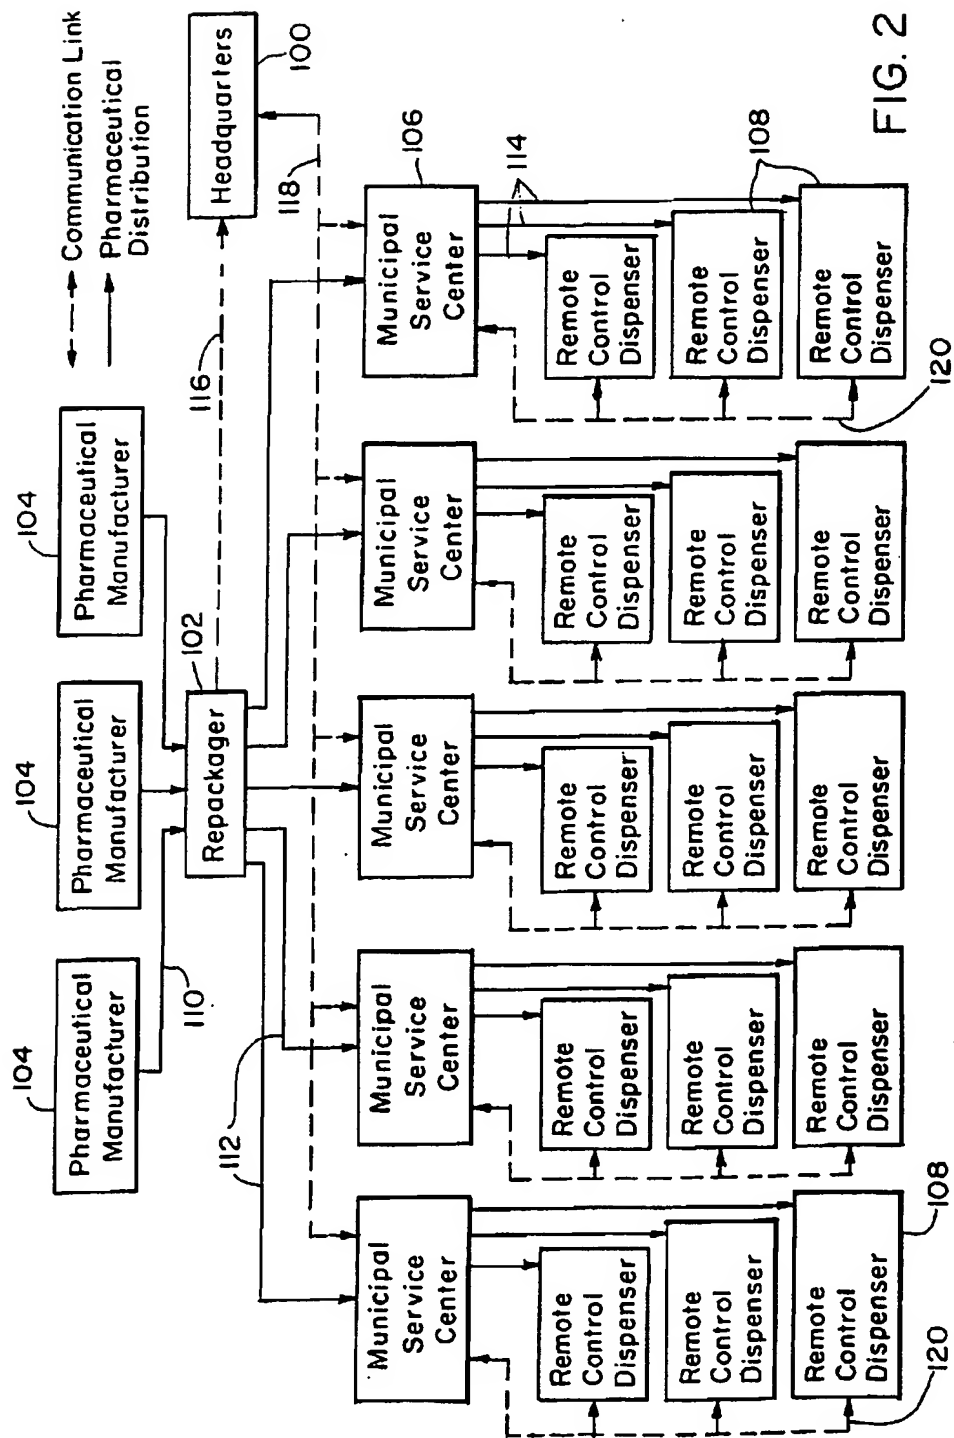 Communication Link
Pharmaceutical
Distribution
104
Pharmaceutical
Manufacturer
104
Pharmaceutical
Manufacturer
104
Pharmaceutical
Manufacturer
110
102
Repackager
116
Headquarters
100
112
118
Municipal
Service
Center
Municipal
Service
Center
Municipal
Service
Center
Municipal
Service
Center
Municipal
Service
Center
106
114
Remote
Control
Dispenser
Remote
Control
Dispenser
Remote
Control
Dispenser
Remote
Control
Dispenser
Remote
Control
Dispenser
Remote
Control
Dispenser
Remote
Control
Dispenser
Remote
Control
Dispenser
Remote
Control
Dispenser
Remote
Control
Dispenser
108
Remote
Control
Dispenser
Remote
Control
Dispenser
Remote
Control
Dispenser
Remote
Control
Dispenser
Remote
Control
Dispenser
120
108
120
FIG. 2